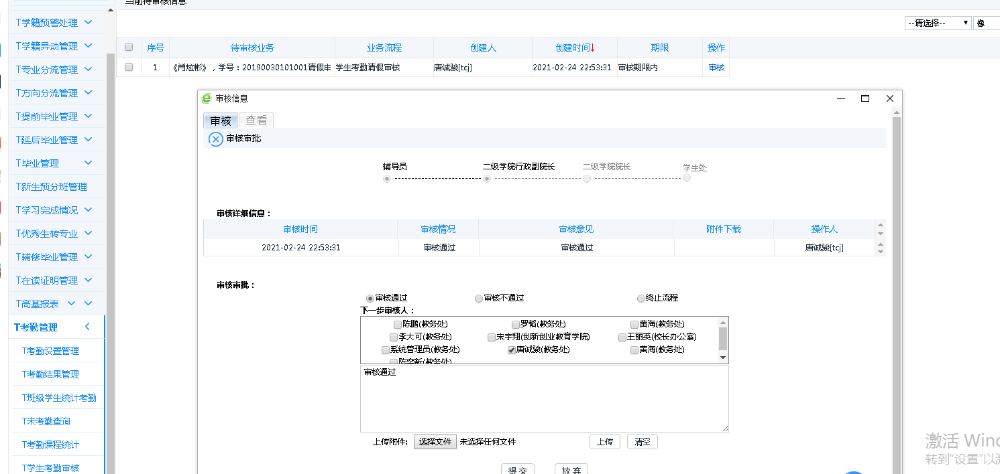 当前待审核信息
--请选择--
像
T学籍预警处理
T学籍异动管理
T专业分流管理
T方向分流管理
T提前毕业管理
T延后毕业管理
T毕业管理
T新生预分班管理
T学习完成情况
T优秀生转专业
T辅修毕业管理
T在读证明管理
T高基报表
T考勤管理
T考勤设置管理
T考勤结果管理
T班级学生统计考勤
T未考勤查询
T考勤课程统计
T学生考勤审核
序号 待审核业务 业务流程 创建人 创建时间↓ 期限 操作
1 《肖炫彬》，学号：20190030101001请假申 学生考勤请假审核 唐诚骏[tcj] 2021-02-24 22:53:31 审核期限内 审核
审核信息
审核 查看
审核审批
辅导员 二级学院行政副院长 二级学院院长 学生处
审核详细信息：
审核时间 审核情况 审核意见 附件下载 操作人
2021-02-24 22:53:31 审核通过 审核通过 唐诚骏[tcj]
审核审批：
审核通过 审核不通过 终止流程
下一步审核人：
陈鹏(教务处) 罗韬(教务处) 黄海(教务处)
李大可(教务处) 宋宇翔(创新创业教育学院) 王丽英(校长办公室)
系统管理员(教务处) 唐诚骏(教务处) 黄海(教务处)
陈奕新(教务处)
审核通过
上传附件: 选择文件 未选择任何文件 上传 清空
提 交 放 弃
激活 Wind
转到"设置"以激